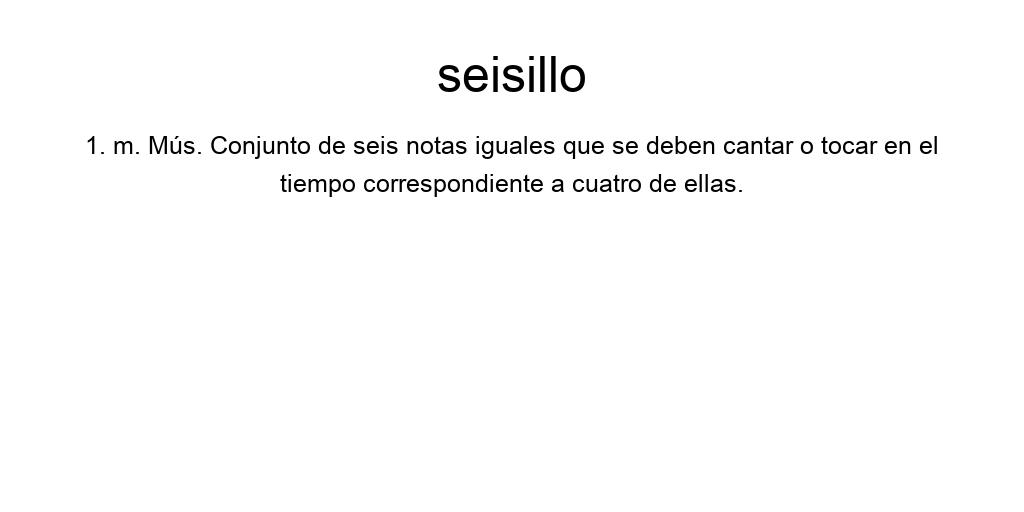 seisillo
1. m. Mús. Conjunto de seis notas iguales que se deben cantar o tocar en el
tiempo correspondiente a cuatro de ellas.